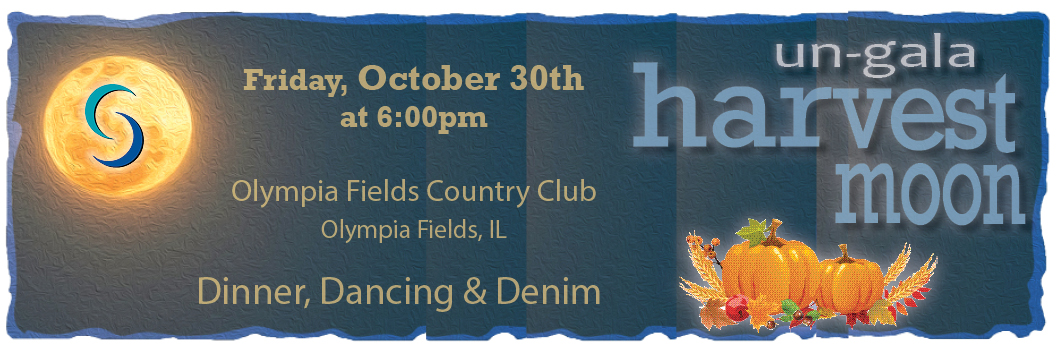 un-gala
harvest
moon
Friday, October 30th
at 6:00pm
Olympia Fields Country Club
Olympia Fields, IL
Dinner, Dancing & Denim